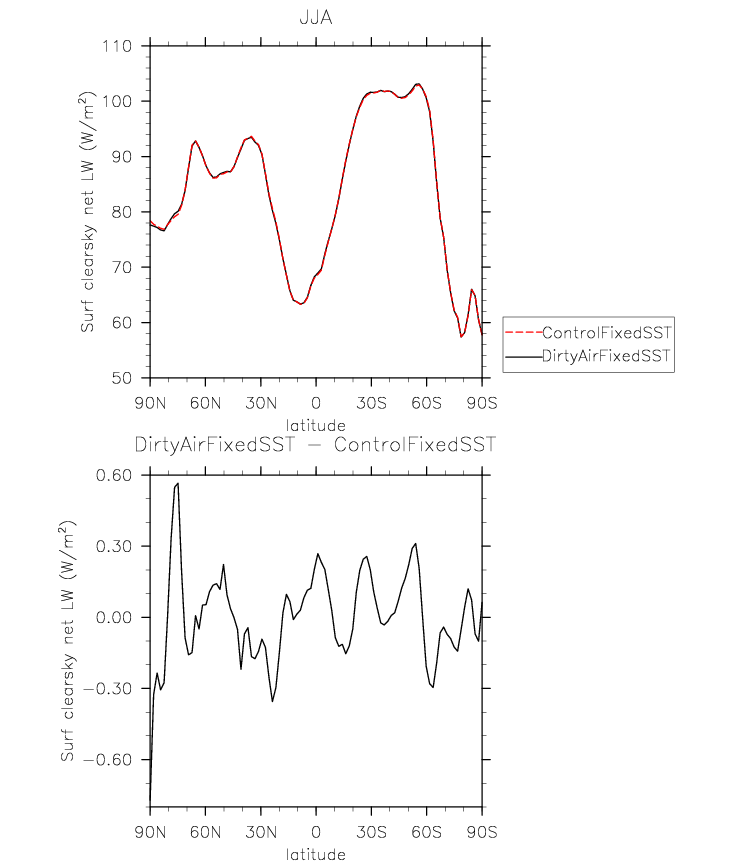 JJA
110
100
90
80
70
60
50
Surf clearsky net LW (W/m²)
90N 60N 30N 0 30S 60S 90S
latitude
ControlFixedSST
DirtyAirFixedSST
DirtyAirFixedSST − ControlFixedSST
0.60
0.30
0.00
−0.30
−0.60
Surf clearsky net LW (W/m²)
90N 60N 30N 0 30S 60S 90S
latitude